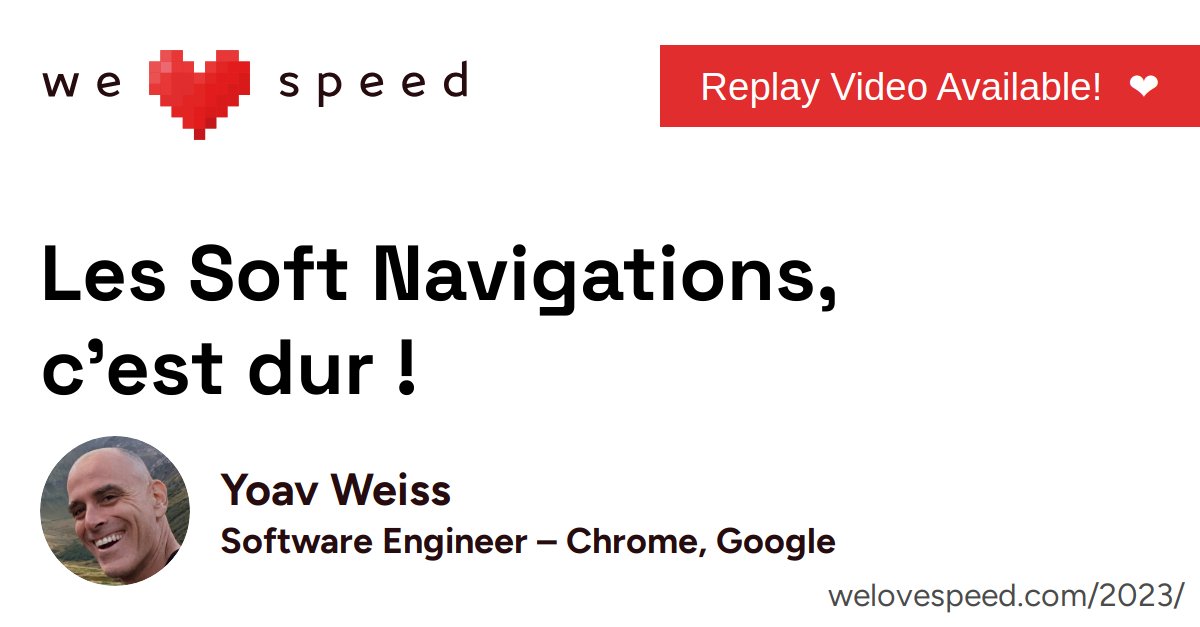 we speed
Replay Video Available! ❤
Les Soft Navigations,
c’est dur !
Yoav Weiss
Software Engineer – Chrome, Google
welovespeed.com/2023/